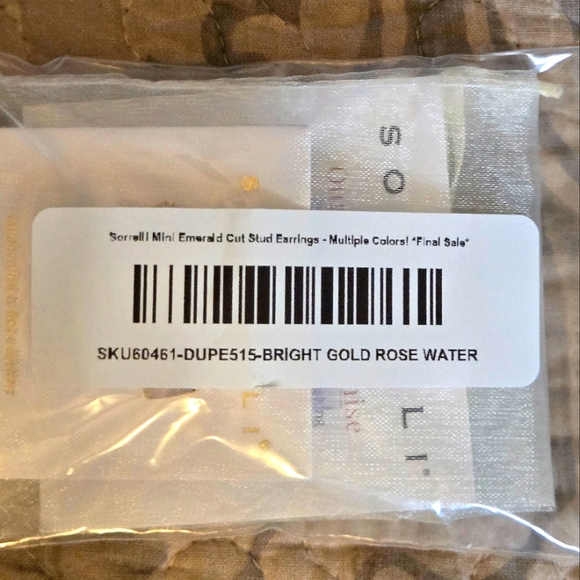 Sorrelli Mini Emerald Cut Stud Earrings - Multiple Colors! *Final Sale*
SKU60461-DUPE515-BRIGHT GOLD ROSE WATER
S O
L I
S
L I